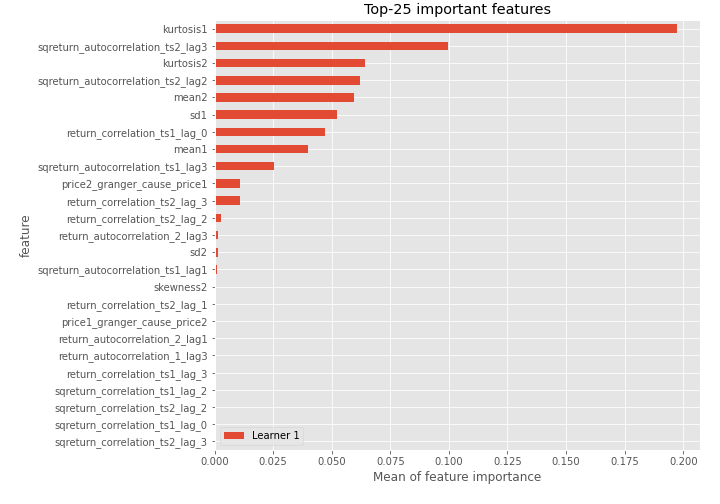 Top-25 important features
kurtosis1
sqreturn_autocorrelation_ts2_lag3
kurtosis2
sqreturn_autocorrelation_ts2_lag2
mean2
sd1
return_correlation_ts1_lag_0
mean1
sqreturn_autocorrelation_ts1_lag3
price2_granger_cause_price1
return_correlation_ts2_lag_3
return_correlation_ts2_lag_2
return_autocorrelation_2_lag3
sd2
sqreturn_autocorrelation_ts1_lag1
skewness2
return_correlation_ts2_lag_1
price1_granger_cause_price2
return_autocorrelation_2_lag1
return_autocorrelation_1_lag3
return_correlation_ts1_lag_3
sqreturn_correlation_ts1_lag_2
sqreturn_correlation_ts2_lag_2
sqreturn_correlation_ts1_lag_0
sqreturn_correlation_ts2_lag_3
feature
Learner 1
0.000 0.025 0.050 0.075 0.100 0.125 0.150 0.175 0.200
Mean of feature importance